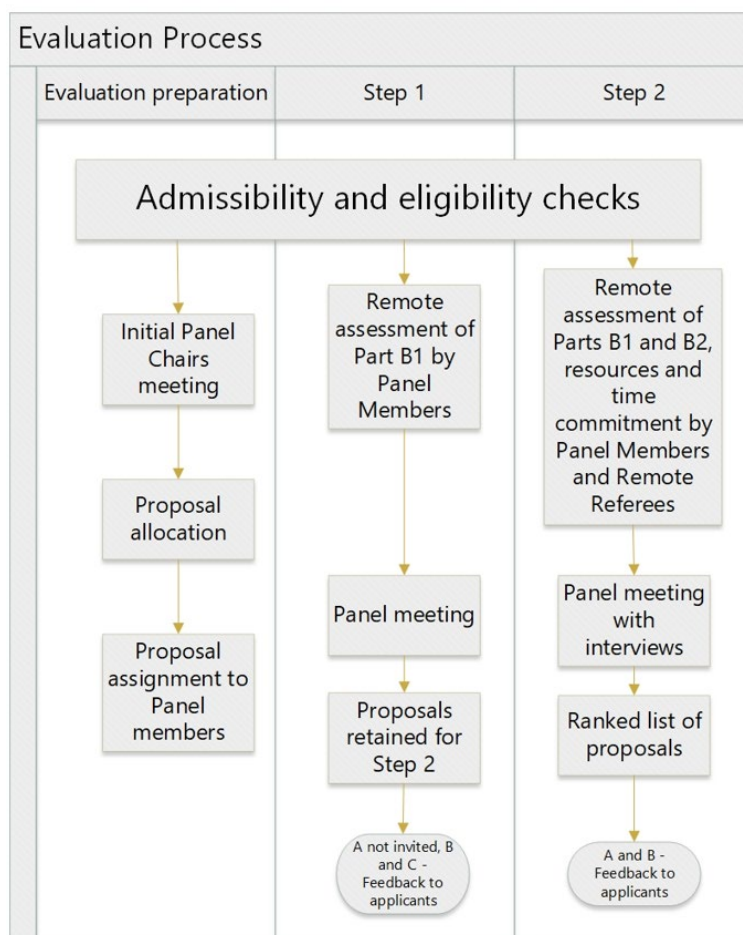 Evaluation Process
Evaluation preparation
Step 1
Step 2
Admissibility and eligibility checks
Initial Panel
Chairs
meeting
Proposal
allocation
Proposal
assignment to
Panel
members
Remote
assessment of
Part B1 by
Panel
Members
Panel meeting
Proposals
retained for
Step 2
A not invited, B
and C -
Feedback to
applicants
Remote
assessment of
Parts B1 and B2,
resources and
time
commitment by
Panel Members
and Remote
Referees
Panel meeting
with
interviews
Ranked list of
proposals
A and B -
Feedback to
applicants